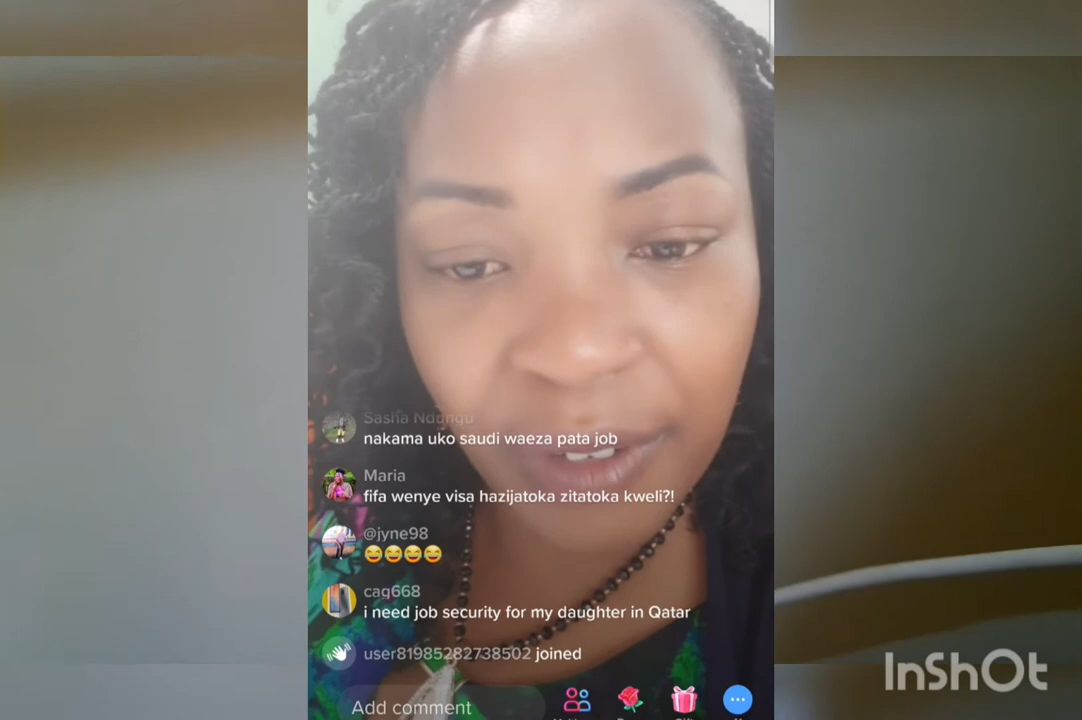 Sasha Ndungu
nakama uko saudi waeza pata job
Maria
fifa wenye visa hazijatoka zitatoka kweli?!
@jyne98
😂😂😂😂
cag668
i need job security for my daughter in Qatar
user81985282738502 joined
Add comment
InShOt